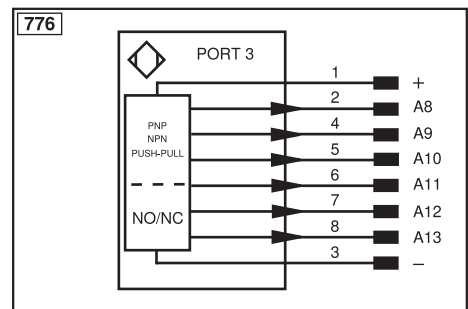 776
PORT 3
1 +
2 A8
PNP
4 A9
NPN
PUSH-PULL
5 A10
6 A11
7 A12
NO/NC
8 A13
3 –